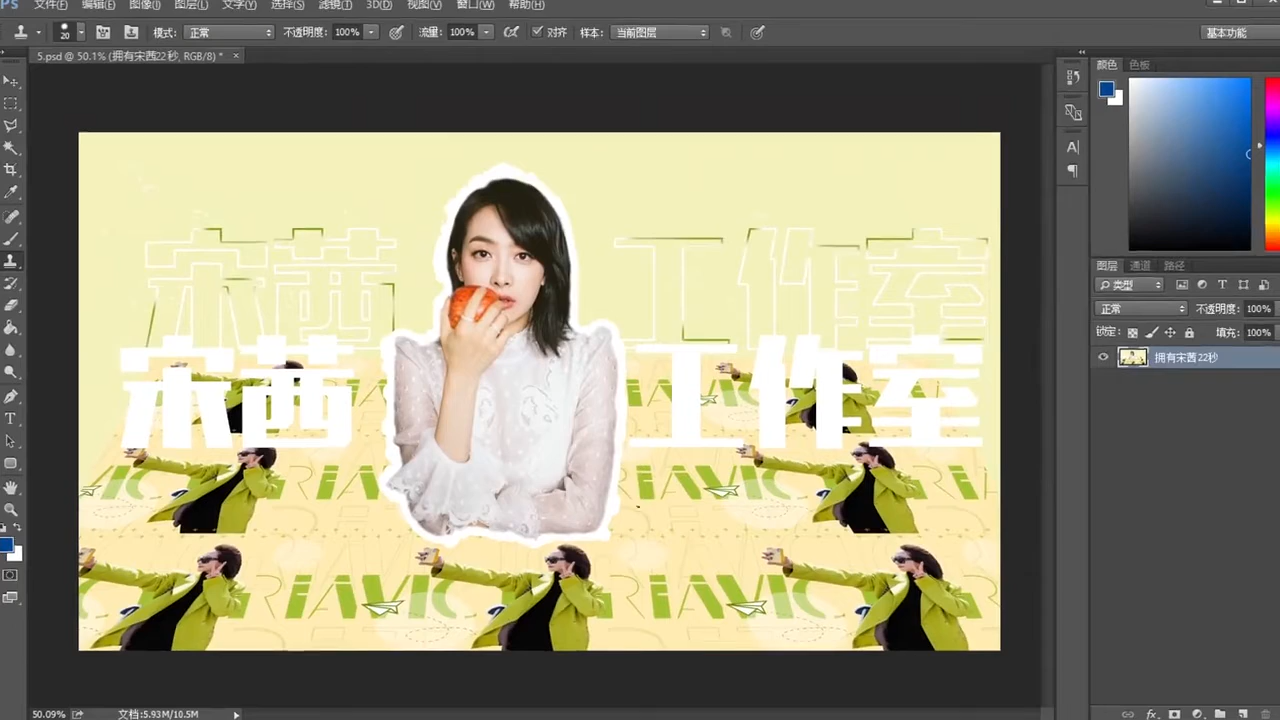 PS 文件(F) 编辑(E) 图像(I) 图层(L) 文字(Y) 选择(S) 滤镜(T) 3D(D) 视图(V) 窗口(W) 帮助(H)
20 模式: 正常 不透明度: 100% 流量: 100% 对齐 样本: 当前图层 基本功能
5.psd @ 50.1% (拥有宋茜22秒, RGB/8) * ×
颜色 色板
宋茜 工作室
宋茜 工作室
图层 通道 路径
类型
正常 不透明度: 100%
锁定: 填充: 100%
拥有宋茜22秒
50.09% 文档:5.93M/10.5M